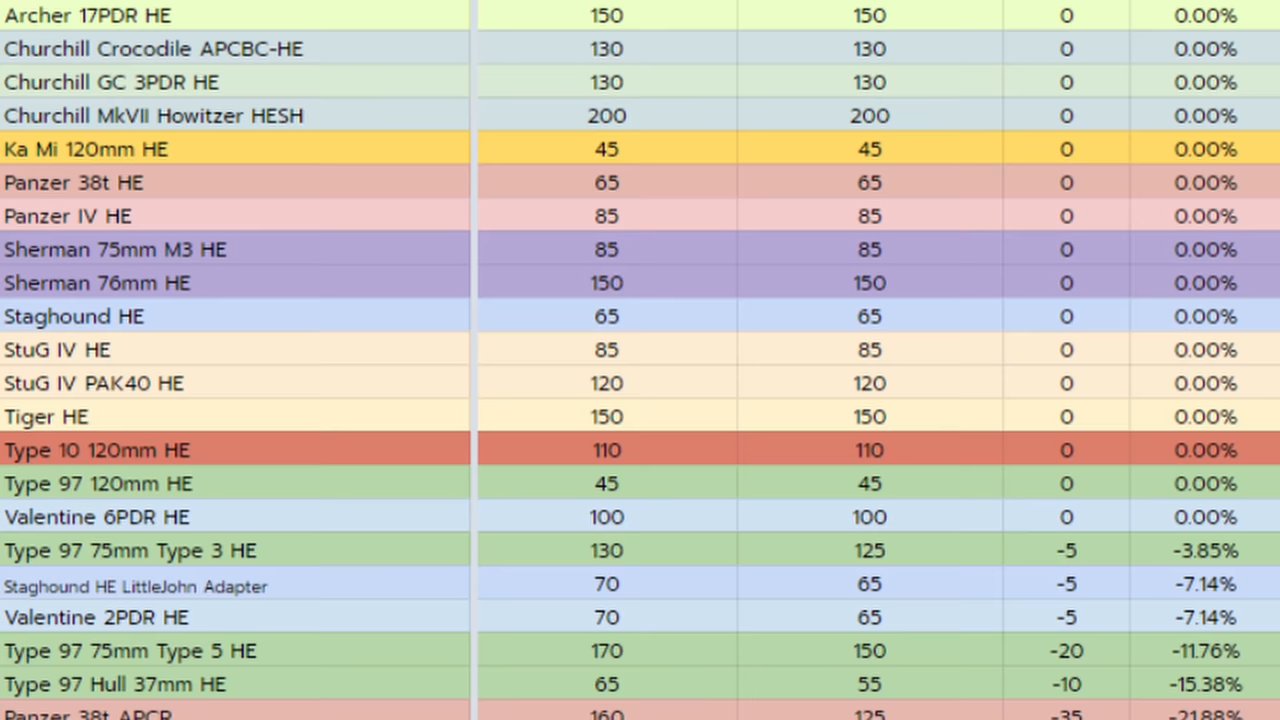 Archer 17PDR HE 150 150 0 0.00%
Churchill Crocodile APCBC-HE 130 130 0 0.00%
Churchill GC 3PDR HE 130 130 0 0.00%
Churchill MkVII Howitzer HESH 200 200 0 0.00%
Ka Mi 120mm HE 45 45 0 0.00%
Panzer 38t HE 65 65 0 0.00%
Panzer IV HE 85 85 0 0.00%
Sherman 75mm M3 HE 85 85 0 0.00%
Sherman 76mm HE 150 150 0 0.00%
Staghound HE 65 65 0 0.00%
StuG IV HE 85 85 0 0.00%
StuG IV PAK40 HE 120 120 0 0.00%
Tiger HE 150 150 0 0.00%
Type 10 120mm HE 110 110 0 0.00%
Type 97 120mm HE 45 45 0 0.00%
Valentine 6PDR HE 100 100 0 0.00%
Type 97 75mm Type 3 HE 130 125 -5 -3.85%
Staghound HE LittleJohn Adapter 70 65 -5 -7.14%
Valentine 2PDR HE 70 65 -5 -7.14%
Type 97 75mm Type 5 HE 170 150 -20 -11.76%
Type 97 Hull 37mm HE 65 55 -10 -15.38%
Panzer 38t APCR 160 125 -35 -21.88%